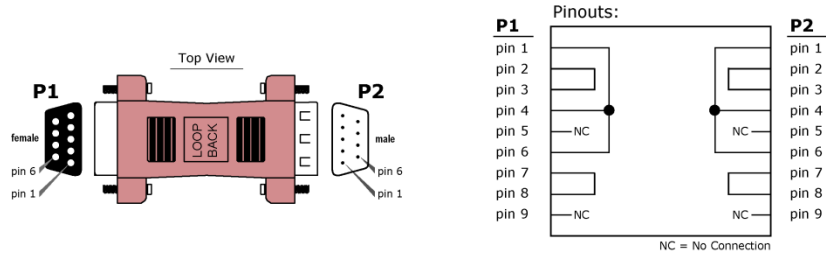 Top View
P1
P2
female
male
LOOP
BACK
pin 6
pin 1
pin 6
pin 1
Pinouts:
P1
P2
pin 1
pin 1
pin 2
pin 2
pin 3
pin 3
pin 4
pin 4
pin 5
NC
NC
pin 5
pin 6
pin 6
pin 7
pin 7
pin 8
pin 8
pin 9
NC
NC
pin 9
NC = No Connection